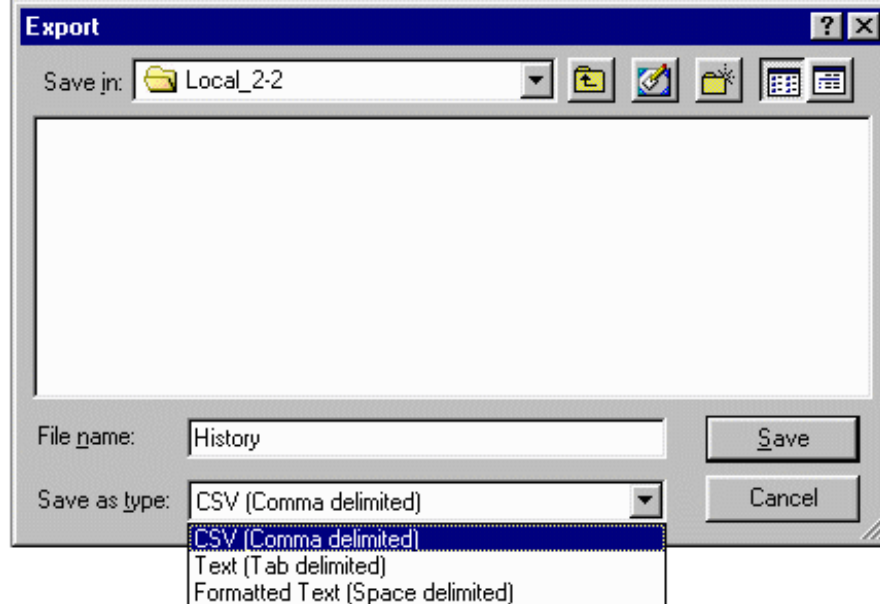 Export
Save in: Local_2-2
File name: History Save
Save as type: CSV (Comma delimited) Cancel
CSV (Comma delimited)
Text (Tab delimited)
Formatted Text (Space delimited)